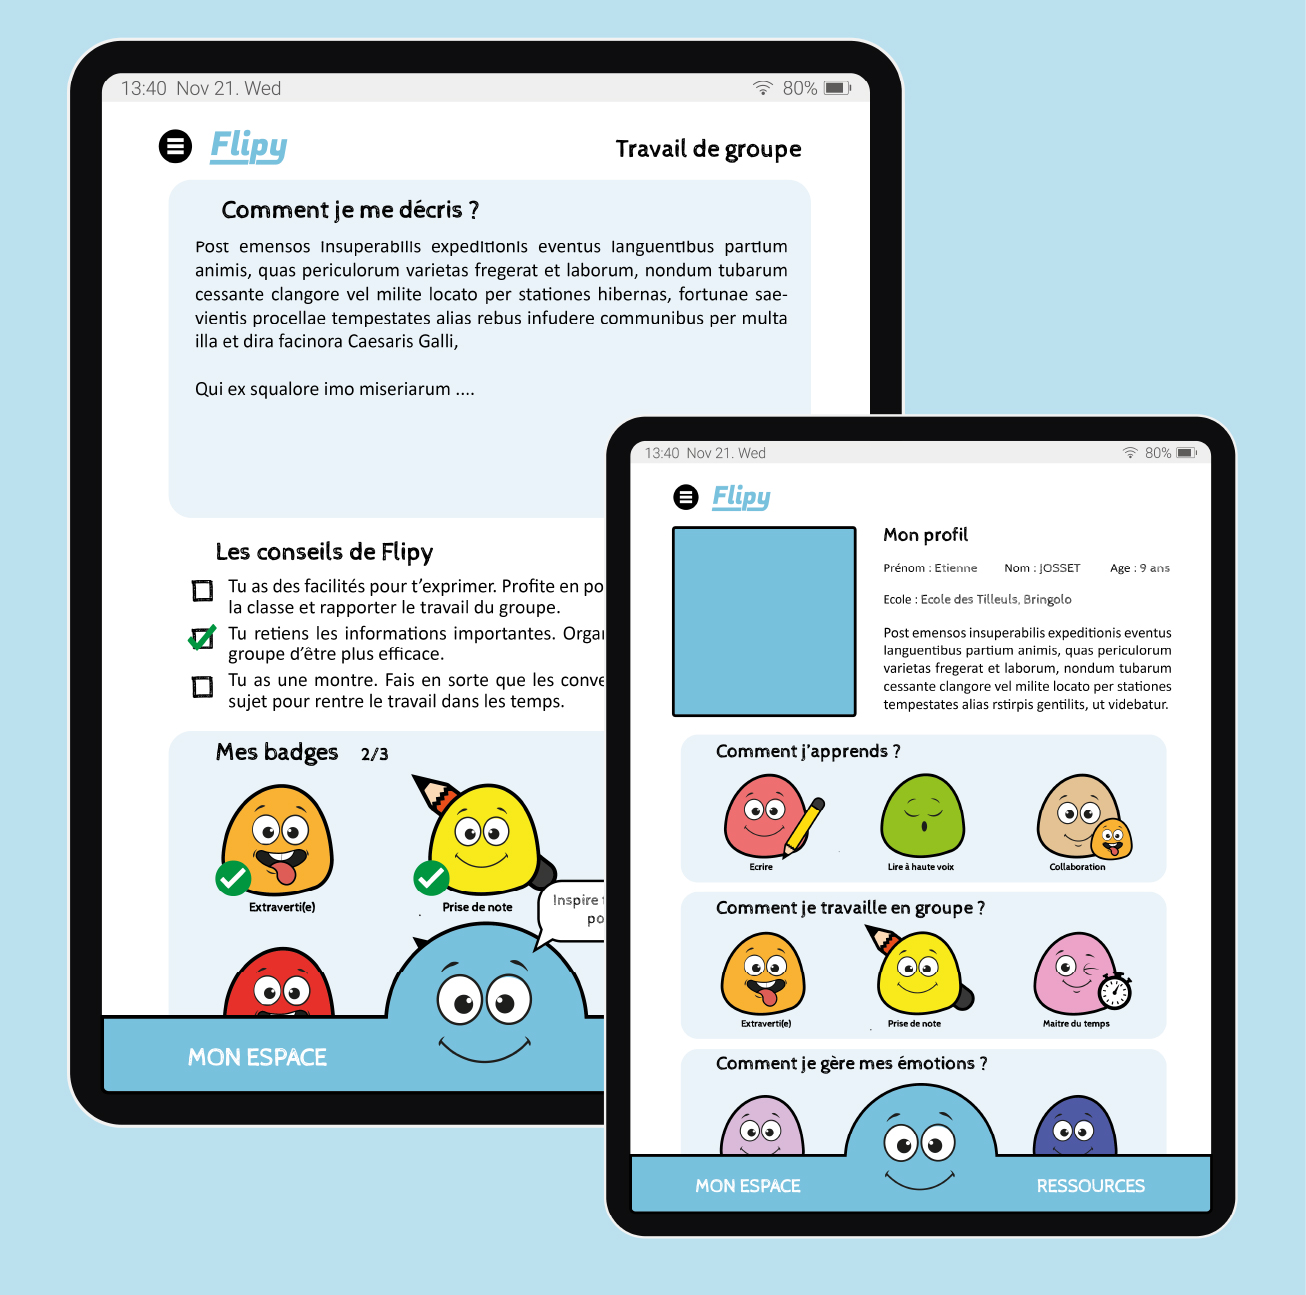 13:40 Nov 21. Wed
80%
Flipy
Travail de groupe
Comment je me décris ?
Post emensos insuperabilis expeditionis eventus languentibus partium
animis, quas periculorum varietas fregerat et laborum, nondum tubarum
cessante clangore vel milite locato per stationes hibernas, fortunae sae-
vientis procellae tempestates alias rebus infudere communibus per multa
illa et dira facinora Caesaris Galli,
Qui ex squalore imo miseriarum ....
Les conseils de Flipy
Tu as des facilités pour t’exprimer. Profite en
la classe et rapporter le travail du groupe.
Tu retiens les informations importantes.
groupe d’être plus efficace.
Tu as une montre. Fais en sorte que les
sujet pour rentre le travail dans les temps.
Mes badges 2/3
Extraverti(e)
Prise de note
Inspire
MON ESPACE
13:40 Nov 21. Wed
80%
Flipy
Mon profil
Prénom : Etienne Nom : JOSSET Age : 9 ans
Ecole : Ecole des Tilleuls, Bringolo
Post emensos insuperabilis expeditionis eventus
languentibus partium animis, quas periculorum
varietas fregerat et laborum, nondum tubarum
cessante clangore vel milite locato per stationes
tempestates alias rstirpis gentilits, ut videbatur.
Comment j’apprends ?
Ecrire
Lire à haute voix
Collaboration
Comment je travaille en groupe ?
Extraverti(e)
Prise de note
Maitre du temps
Comment je gère mes émotions ?
MON ESPACE
RESSOURCES